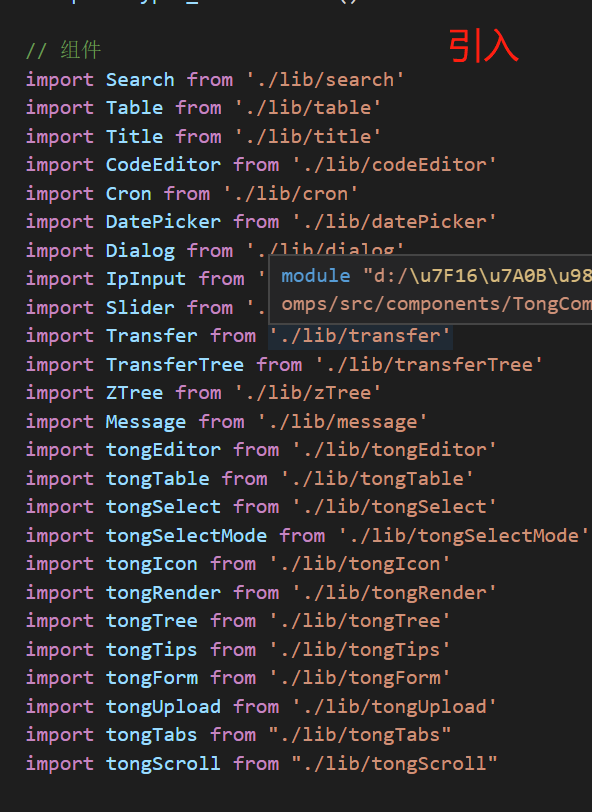 // 组件
引入
import Search from './lib/search'
import Table from './lib/table'
import Title from './lib/title'
import CodeEditor from './lib/codeEditor'
import Cron from './lib/cron'
import DatePicker from './lib/datePicker'
import Dialog from './lib/dialog'
import IpInput from '
module "d:/\u7F16\u7A0B\u98
import Slider from '.
omps/src/components/TongCom
import Transfer from './lib/transfer'
import TransferTree from './lib/transferTree'
import ZTree from './lib/zTree'
import Message from './lib/message'
import tongEditor from './lib/tongEditor'
import tongTable from './lib/tongTable'
import tongSelect from './lib/tongSelect'
import tongSelectMode from './lib/tongSelectMode'
import tongIcon from './lib/tongIcon'
import tongRender from './lib/tongRender'
import tongTree from './lib/tongTree'
import tongTips from './lib/tongTips'
import tongForm from './lib/tongForm'
import tongUpload from './lib/tongUpload'
import tongTabs from "./lib/tongTabs"
import tongScroll from "./lib/tongScroll"